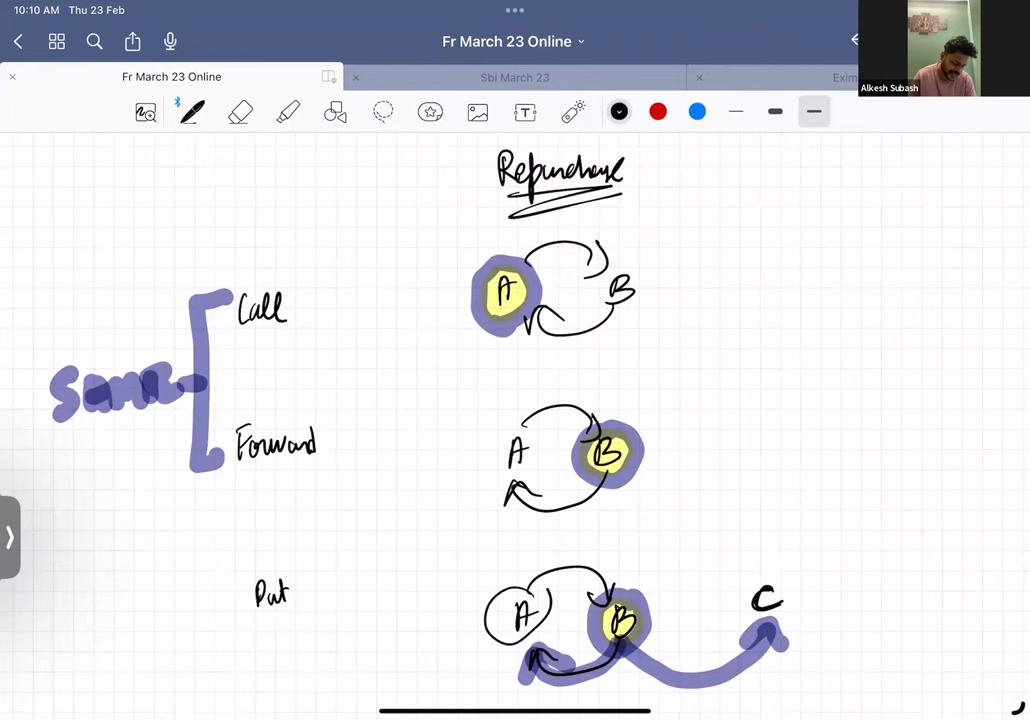 10:10 AM Thu 23 Feb
Fr March 23 Online
Fr March 23 Online
Sbi March 23
Exim
Alkesh Subash
T
Repurchase
A
B
Call
same
Forward
A
B
Put
A
B
C